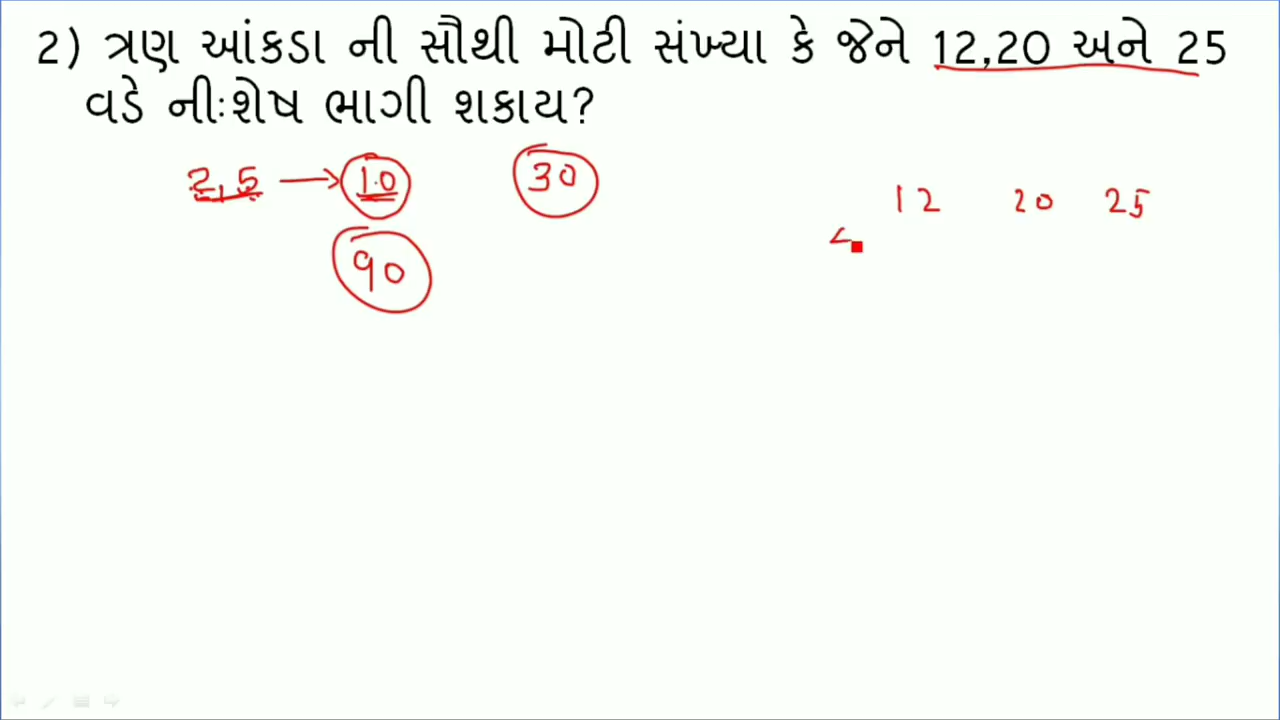 2) ત્રણ આંકડા ની સૌથી મોટી સંખ્યા કે જેને 12,20 અને 25
વડે નીઃશેષ ભાગી શકાય?
2, 5 → 10 30
12 20 25
90